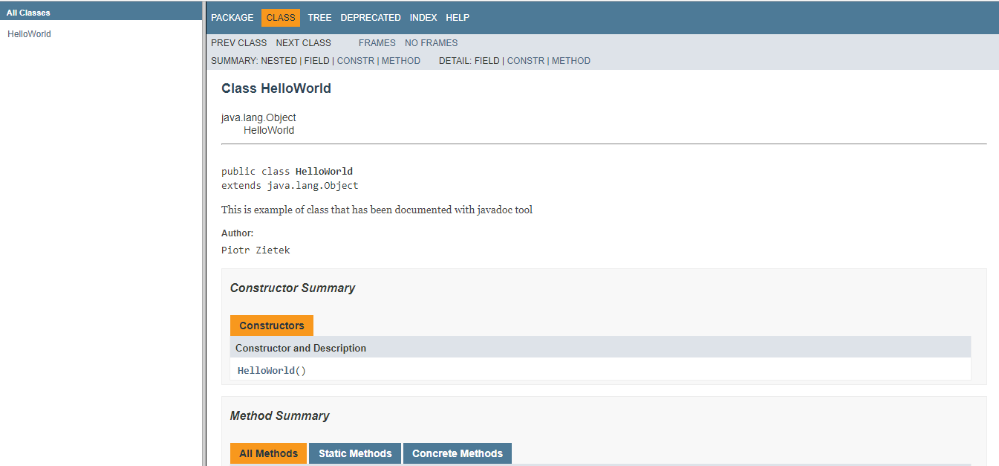 All Classes
HelloWorld
PACKAGE CLASS TREE DEPRECATED INDEX HELP
PREV CLASS NEXT CLASS FRAMES NO FRAMES
SUMMARY: NESTED | FIELD | CONSTR | METHOD DETAIL: FIELD | CONSTR | METHOD
Class HelloWorld
java.lang.Object
HelloWorld
public class HelloWorld
extends java.lang.Object
This is example of class that has been documented with javadoc tool
Author:
Piotr Zietek
Constructor Summary
Constructors
Constructor and Description
HelloWorld()
Method Summary
All Methods Static Methods Concrete Methods